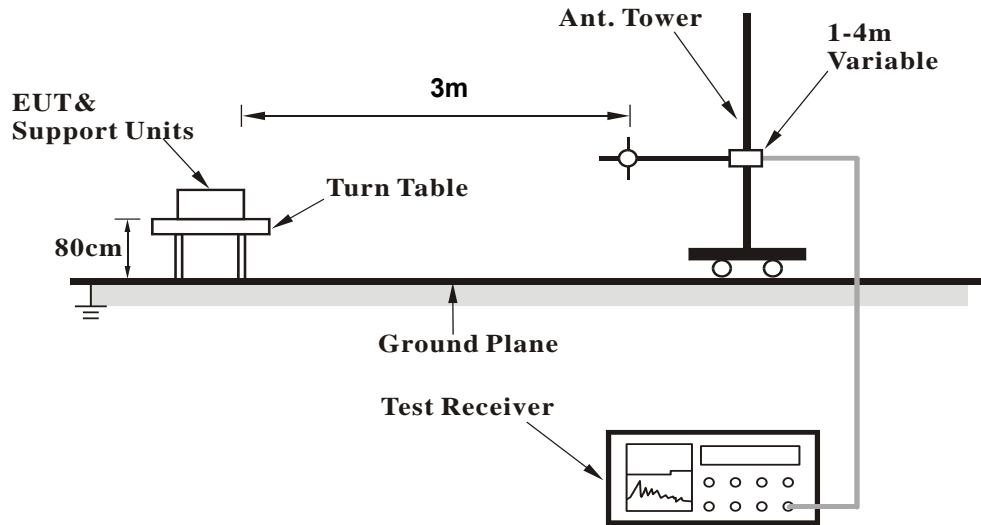 Ant. Tower
1-4m
Variable
3m
EUT&
Support Units
Turn Table
80cm
Ground Plane
Test Receiver